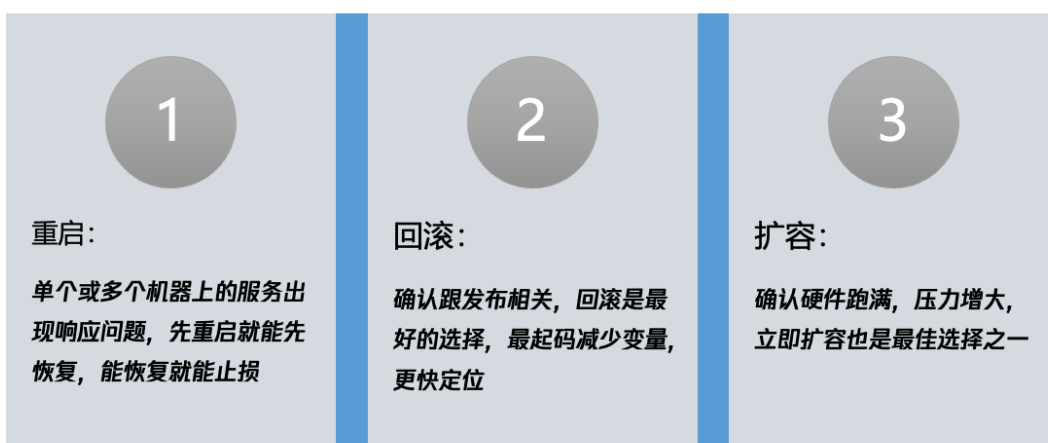 1
重启：
单个或多个机器上的服务出
现响应问题，先重启就能先
恢复，能恢复就能止损
2
回滚：
确认跟发布相关，回滚是最
好的选择，最起码减少变量，
更快定位
3
扩容：
确认硬件跑满，压力增大，
立即扩容也是最佳选择之一